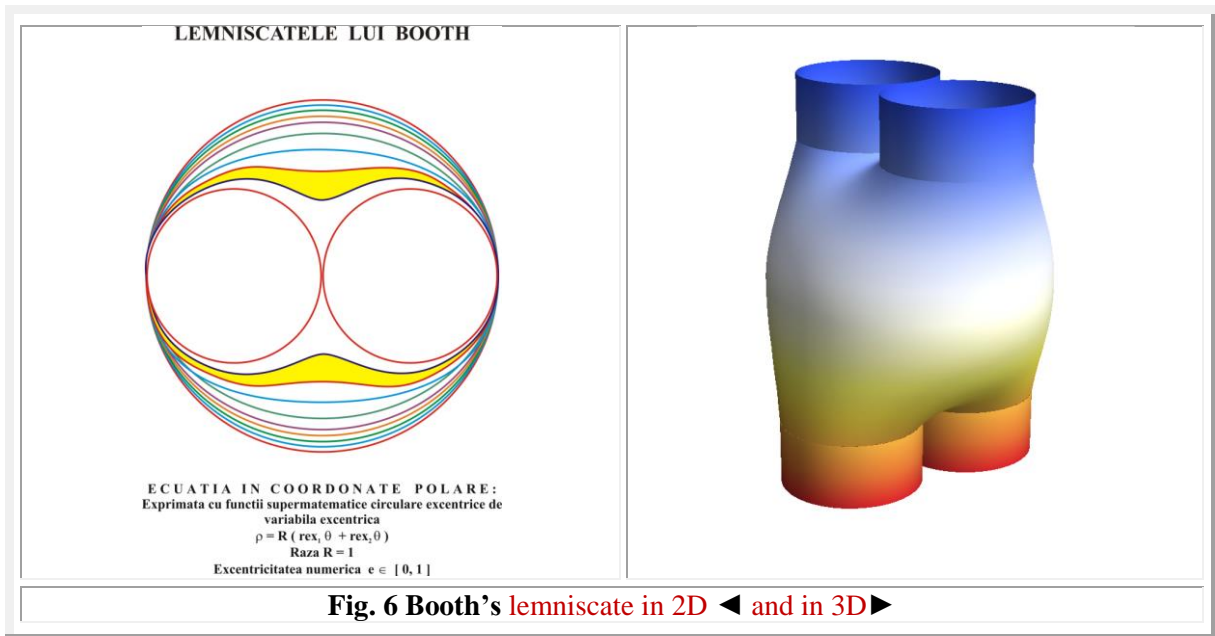 LEMNISCATELE LUI BOOTH
ECUATIA IN COORDONATE POLARE:
Exprimata cu functii supermatematice circulare excentrice de
variabila excentrica
ρ = R ( rex₁ θ + rex₂ θ )
Raza R = 1
Excentricitatea numerica e ∈ [ 0, 1 ]
Fig. 6 Booth's lemniscate in 2D ◄ and in 3D►